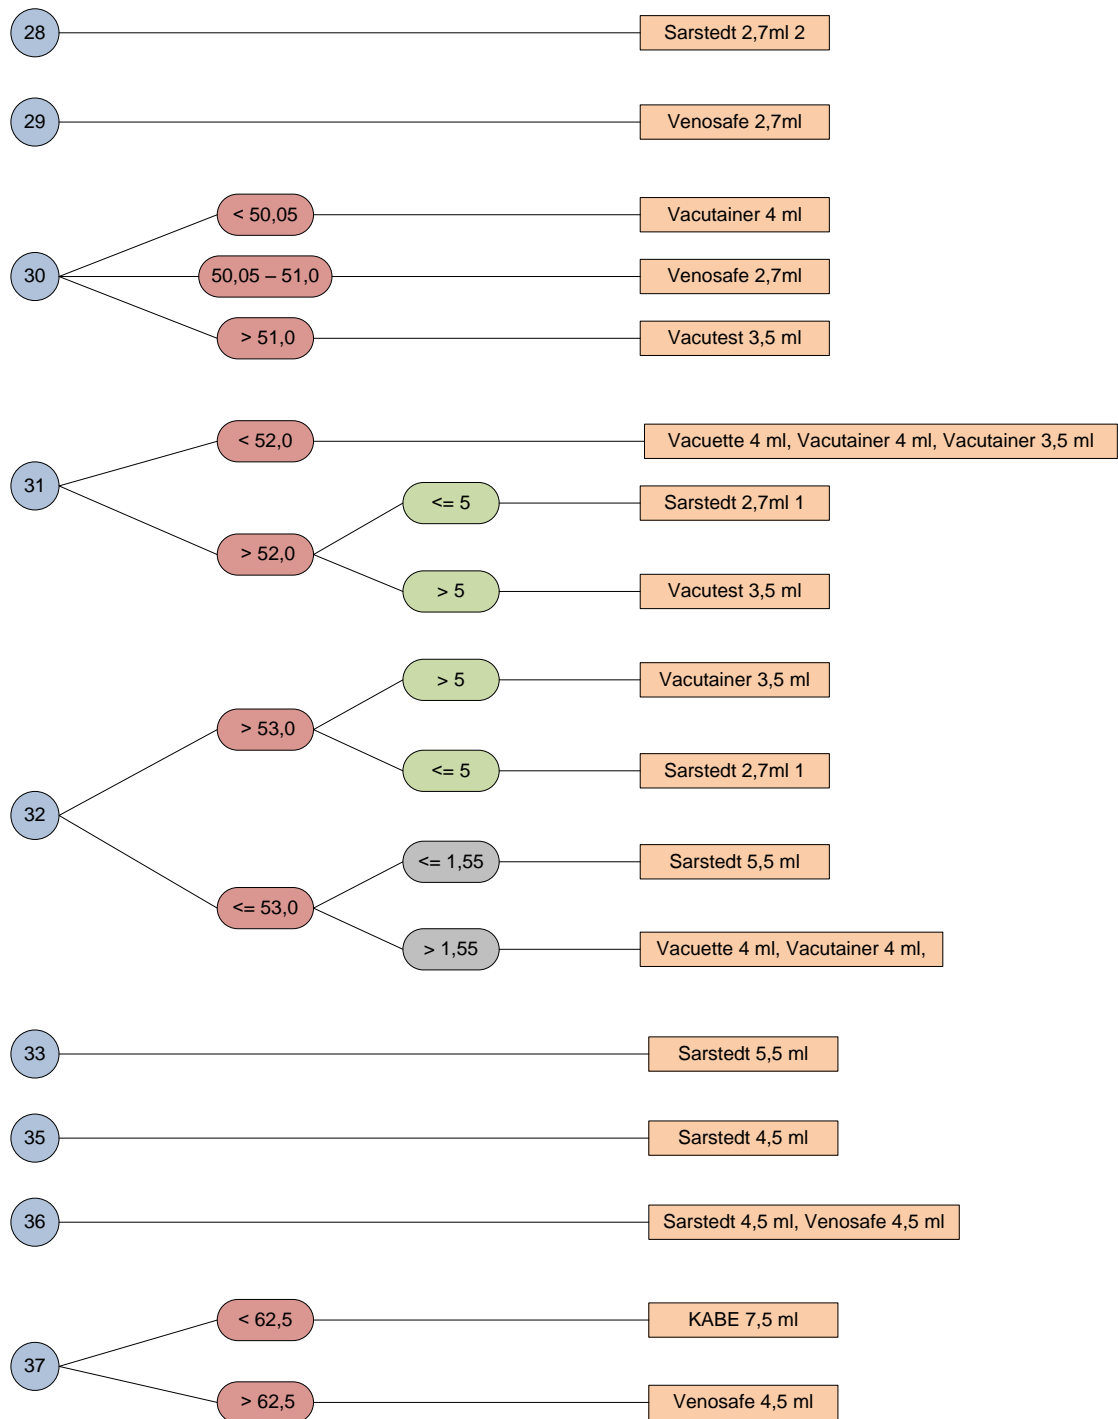 28
Sarstedt 2,7ml 2
29
Venosafe 2,7ml
< 50,05
Vacutainer 4 ml
30
50,05 – 51,0
Venosafe 2,7ml
> 51,0
Vacutest 3,5 ml
< 52,0
Vacuette 4 ml, Vacutainer 4 ml, Vacutainer 3,5 ml
31
<= 5
Sarstedt 2,7ml 1
> 52,0
> 5
Vacutest 3,5 ml
> 5
Vacutainer 3,5 ml
> 53,0
<= 5
Sarstedt 2,7ml 1
32
<= 1,55
Sarstedt 5,5 ml
<= 53,0
> 1,55
Vacuette 4 ml, Vacutainer 4 ml,
33
Sarstedt 5,5 ml
35
Sarstedt 4,5 ml
36
Sarstedt 4,5 ml, Venosafe 4,5 ml
< 62,5
KABE 7,5 ml
37
> 62,5
Venosafe 4,5 ml